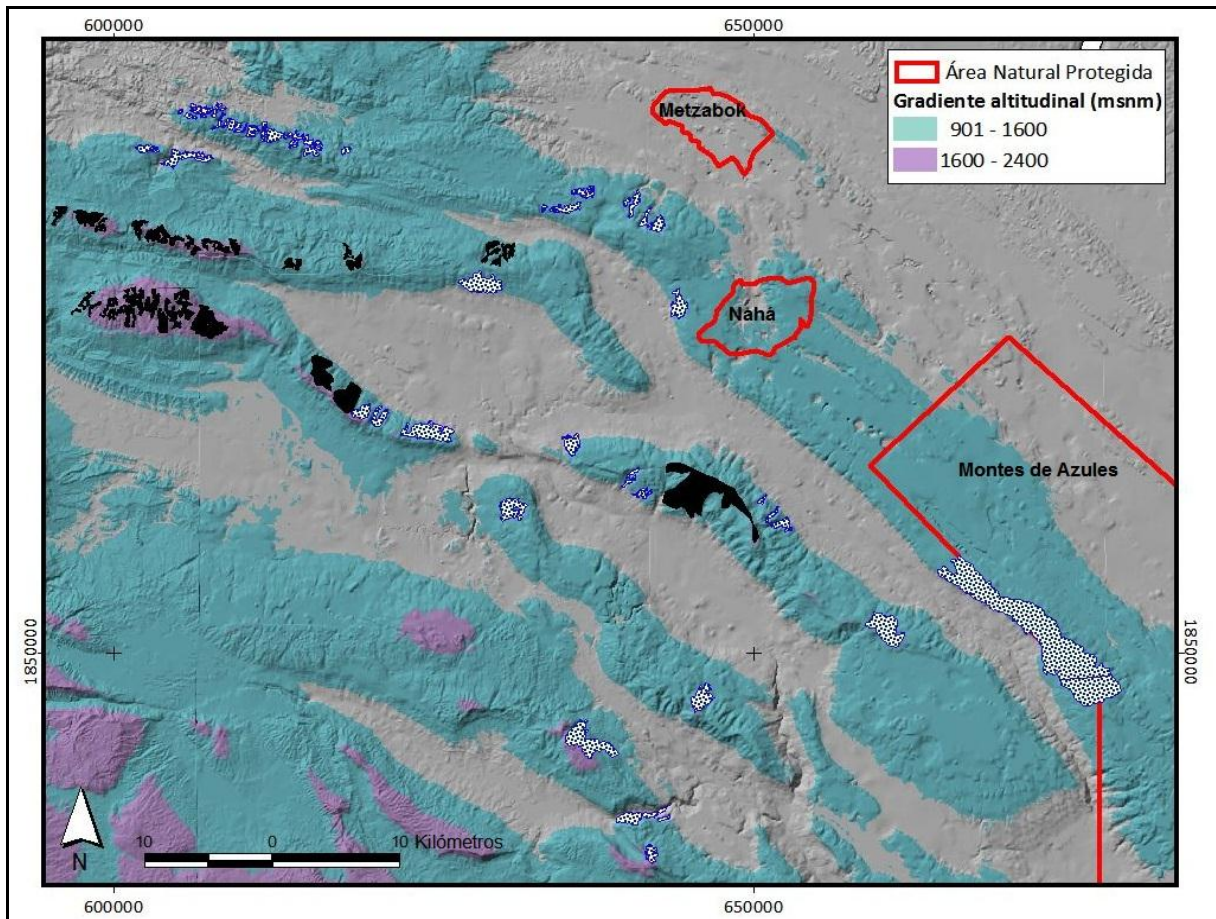 600000 650000
Área Natural Protegida
Gradiente altitudinal (msnm)
901 - 1600
1600 - 2400
Metzabok
Náhá
Montes de Azules
1850000 1850000
10 0 10 Kilómetros
N
600000 650000